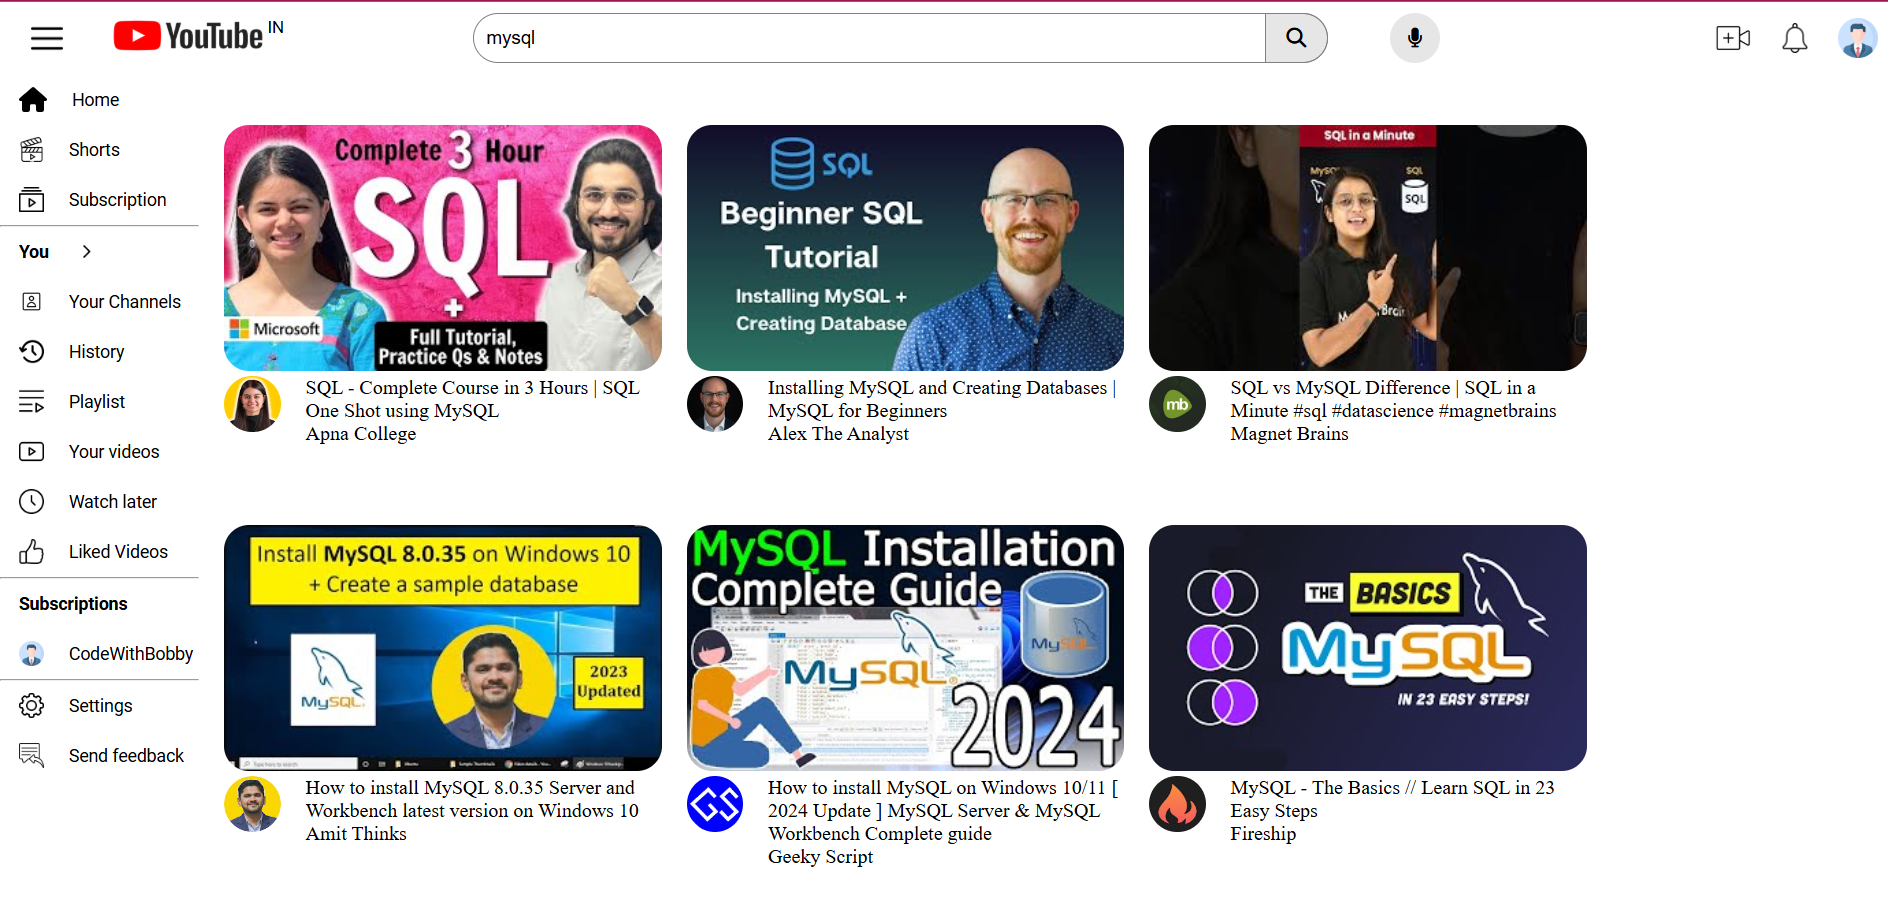 YouTube IN
mysql
Home
Shorts
Subscription
You
Your Channels
History
Playlist
Your videos
Watch later
Liked Videos
Subscriptions
CodeWithBobby
Settings
Send feedback
Complete 3 Hour
SQL
+
Full Tutorial,
Practice Qs & Notes
Microsoft
SQL - Complete Course in 3 Hours | SQL
One Shot using MySQL
Apna College
SQL
Beginner SQL
Tutorial
Installing MySQL +
Creating Database
Installing MySQL and Creating Databases |
MySQL for Beginners
Alex The Analyst
SQL in a Minute
SQL
SQL
mb
SQL vs MySQL Difference | SQL in a
Minute #sql #datascience #magnetbrains
Magnet Brains
Install MySQL 8.0.35 on Windows 10
+ Create a sample database
MySQL
2023
Updated
How to install MySQL 8.0.35 Server and
Workbench latest version on Windows 10
Amit Thinks
MySQL Installation
Complete Guide
MySQL
MySQL
2024
GS
How to install MySQL on Windows 10/11 [
2024 Update ] MySQL Server & MySQL
Workbench Complete guide
Geeky Script
THE BASICS
MySQL
IN 23 EASY STEPS!
MySQL - The Basics // Learn SQL in 23
Easy Steps
Fireship